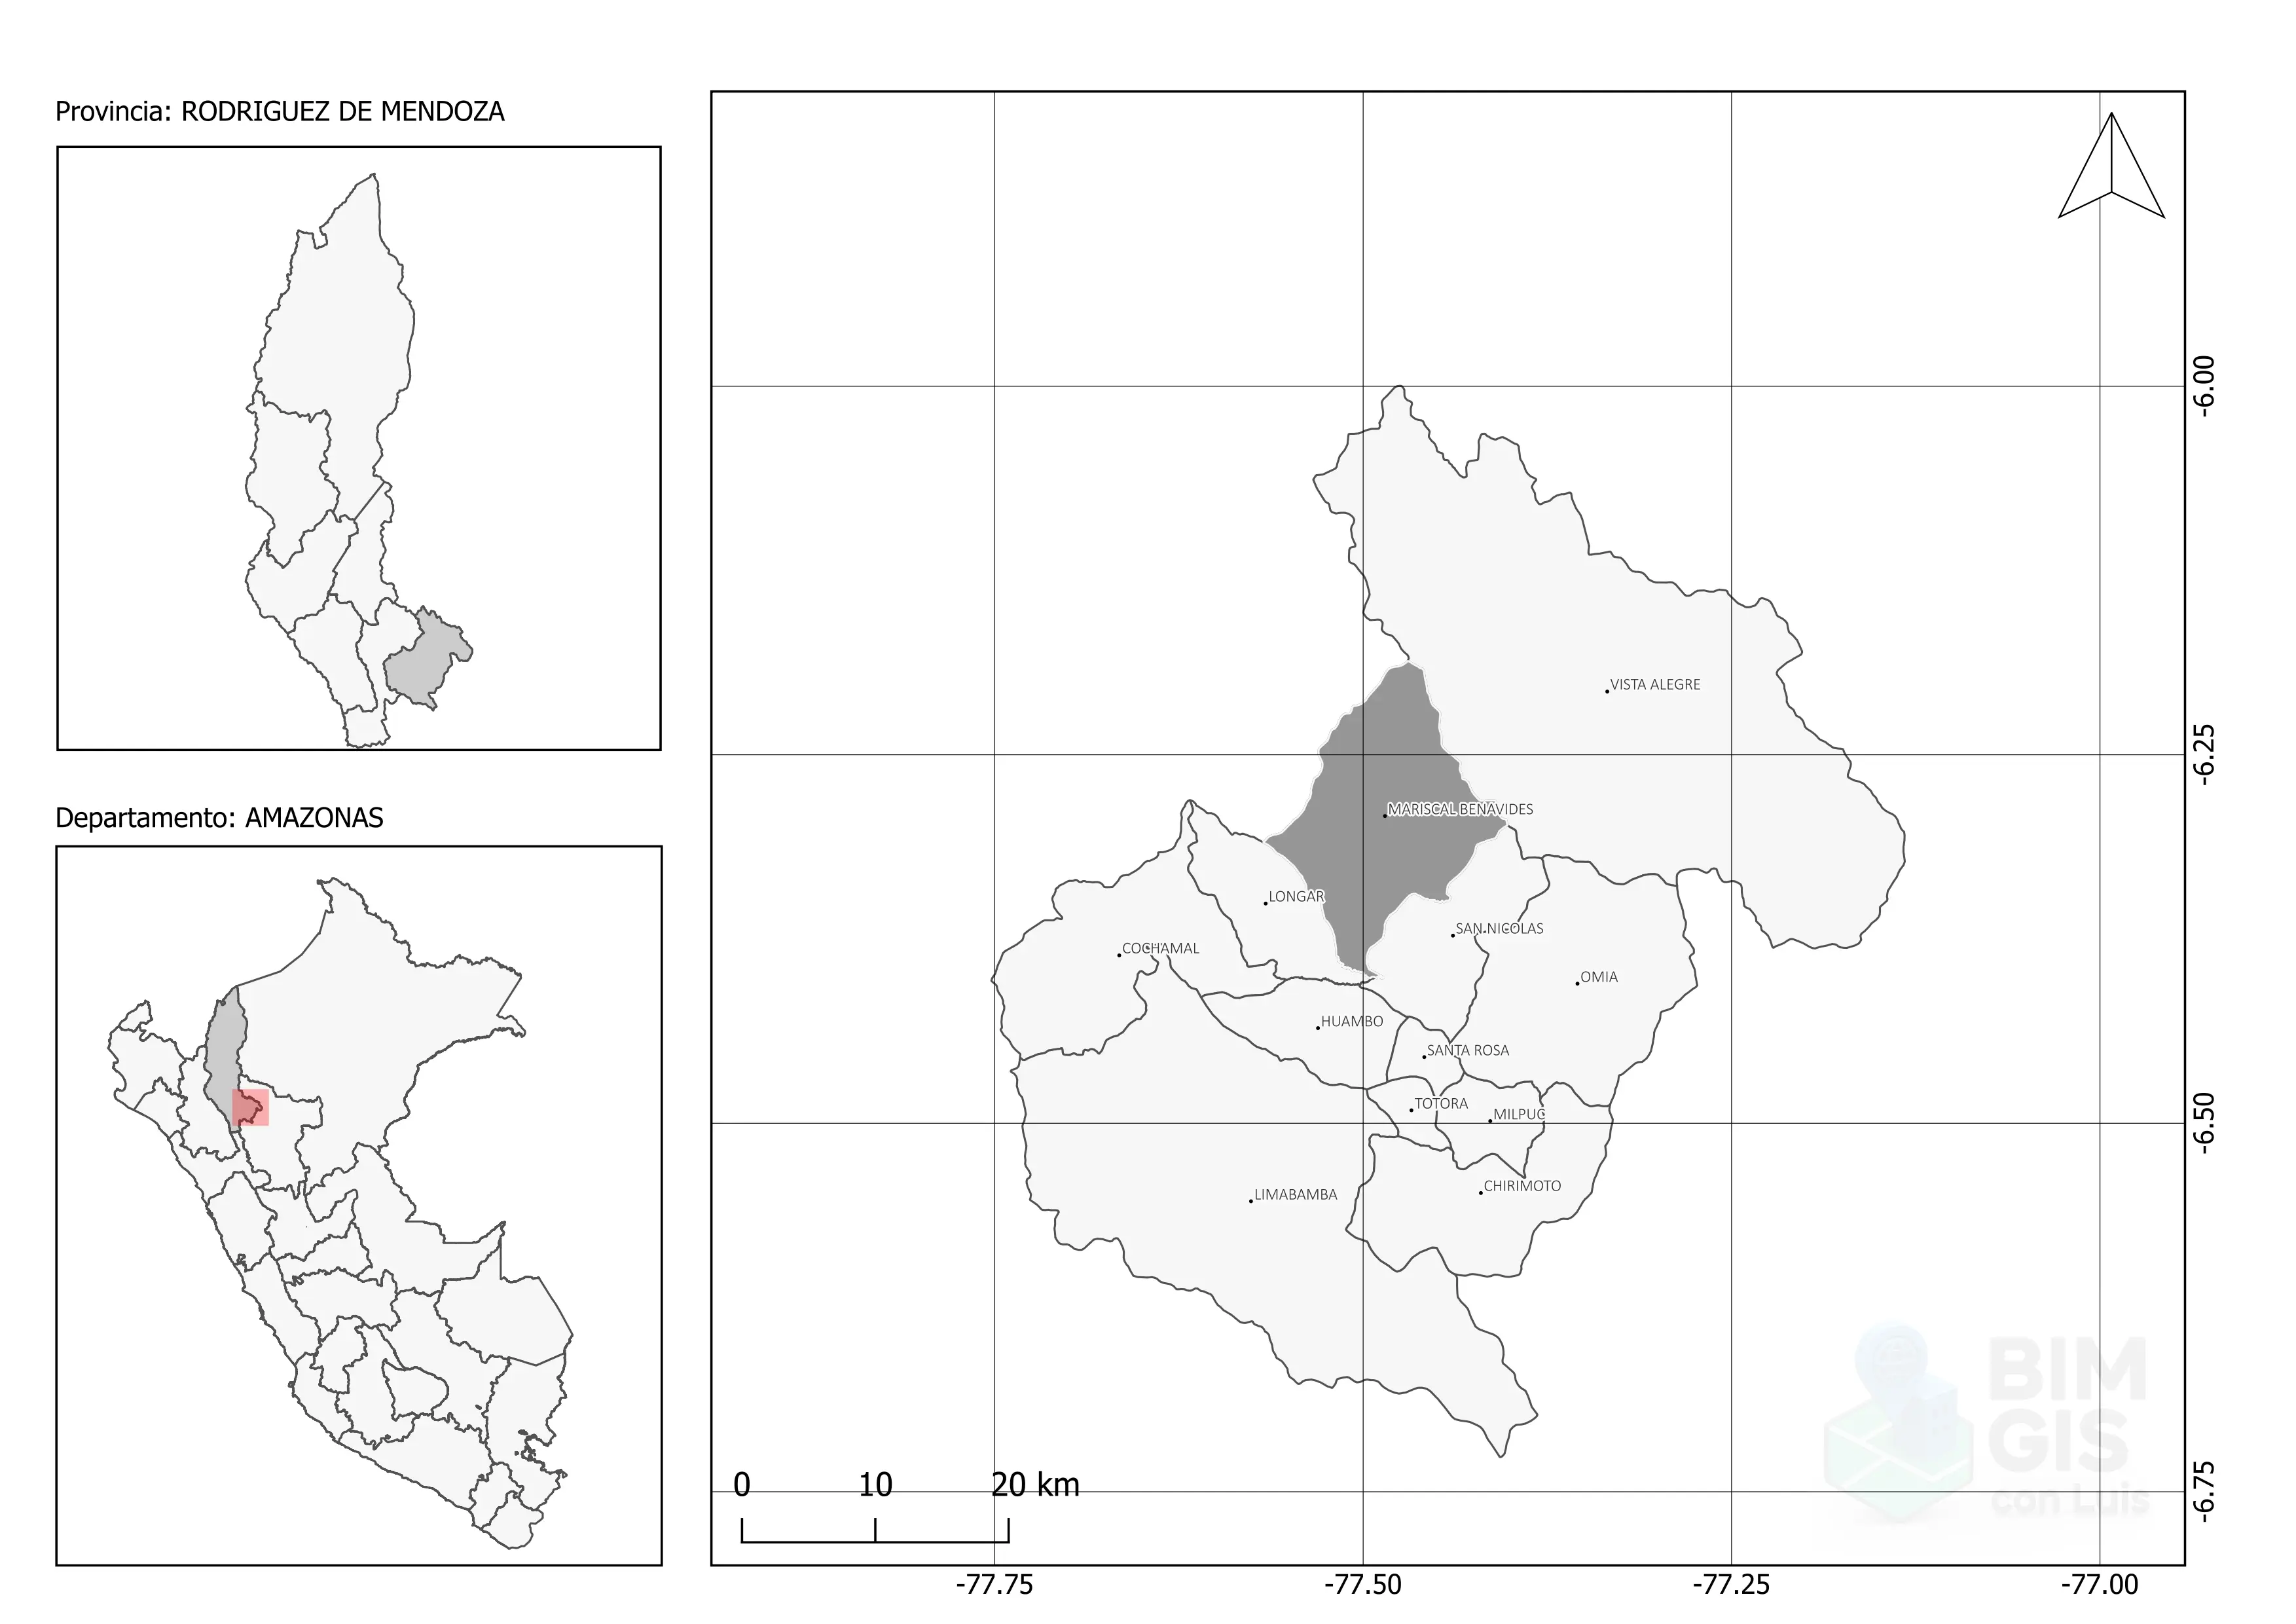 Provincia: RODRIGUEZ DE MENDOZA
Departamento: AMAZONAS
VISTA ALEGRE
MARISCAL BENAVIDES
LONGAR
SAN NICOLAS
COCHAMAL
OMIA
HUAMBO
SANTA ROSA
TOTORA
MILPUC
CHIRIMOTO
LIMABAMBA
0 10 20 km
-77.75 -77.50 -77.25 -77.00
-6.00
-6.25
-6.50
-6.75
BIM
GIS
con Luis